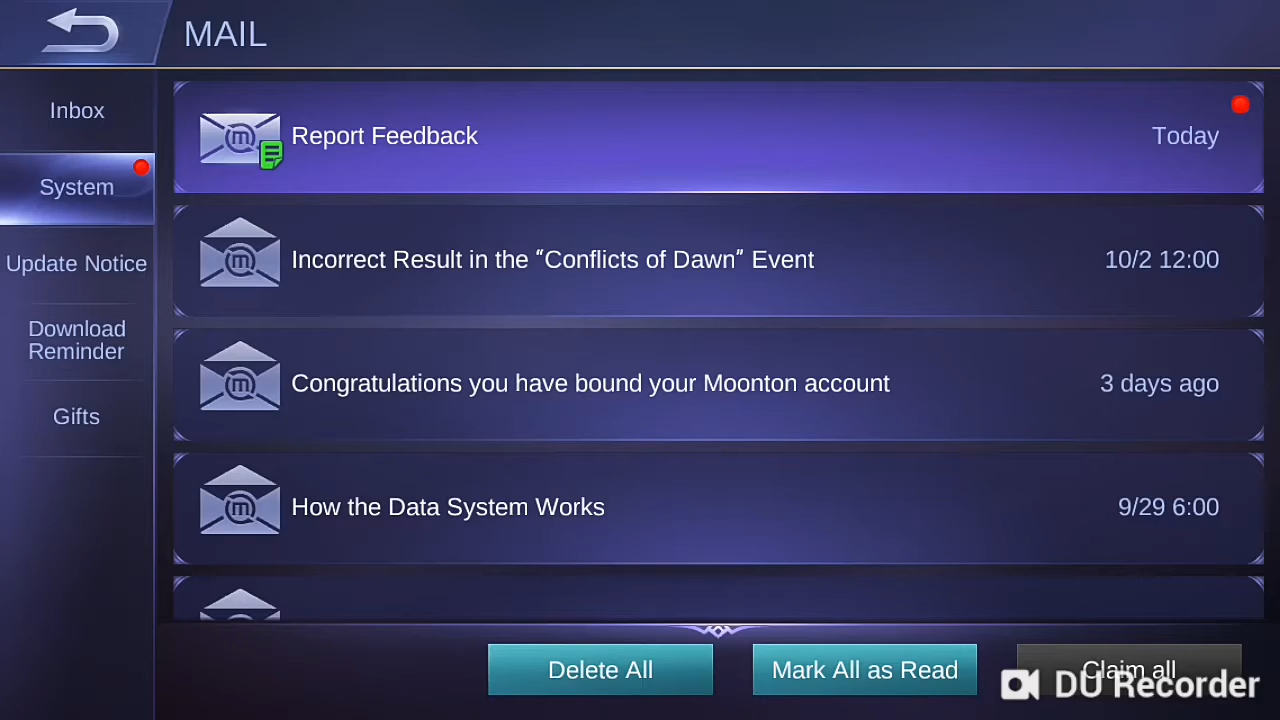 MAIL
Inbox
System
Update Notice
Download
Reminder
Gifts
Report Feedback Today
Incorrect Result in the “Conflicts of Dawn” Event 10/2 12:00
Congratulations you have bound your Moonton account 3 days ago
How the Data System Works 9/29 6:00
Delete All Mark All as Read Claim all
DU Recorder